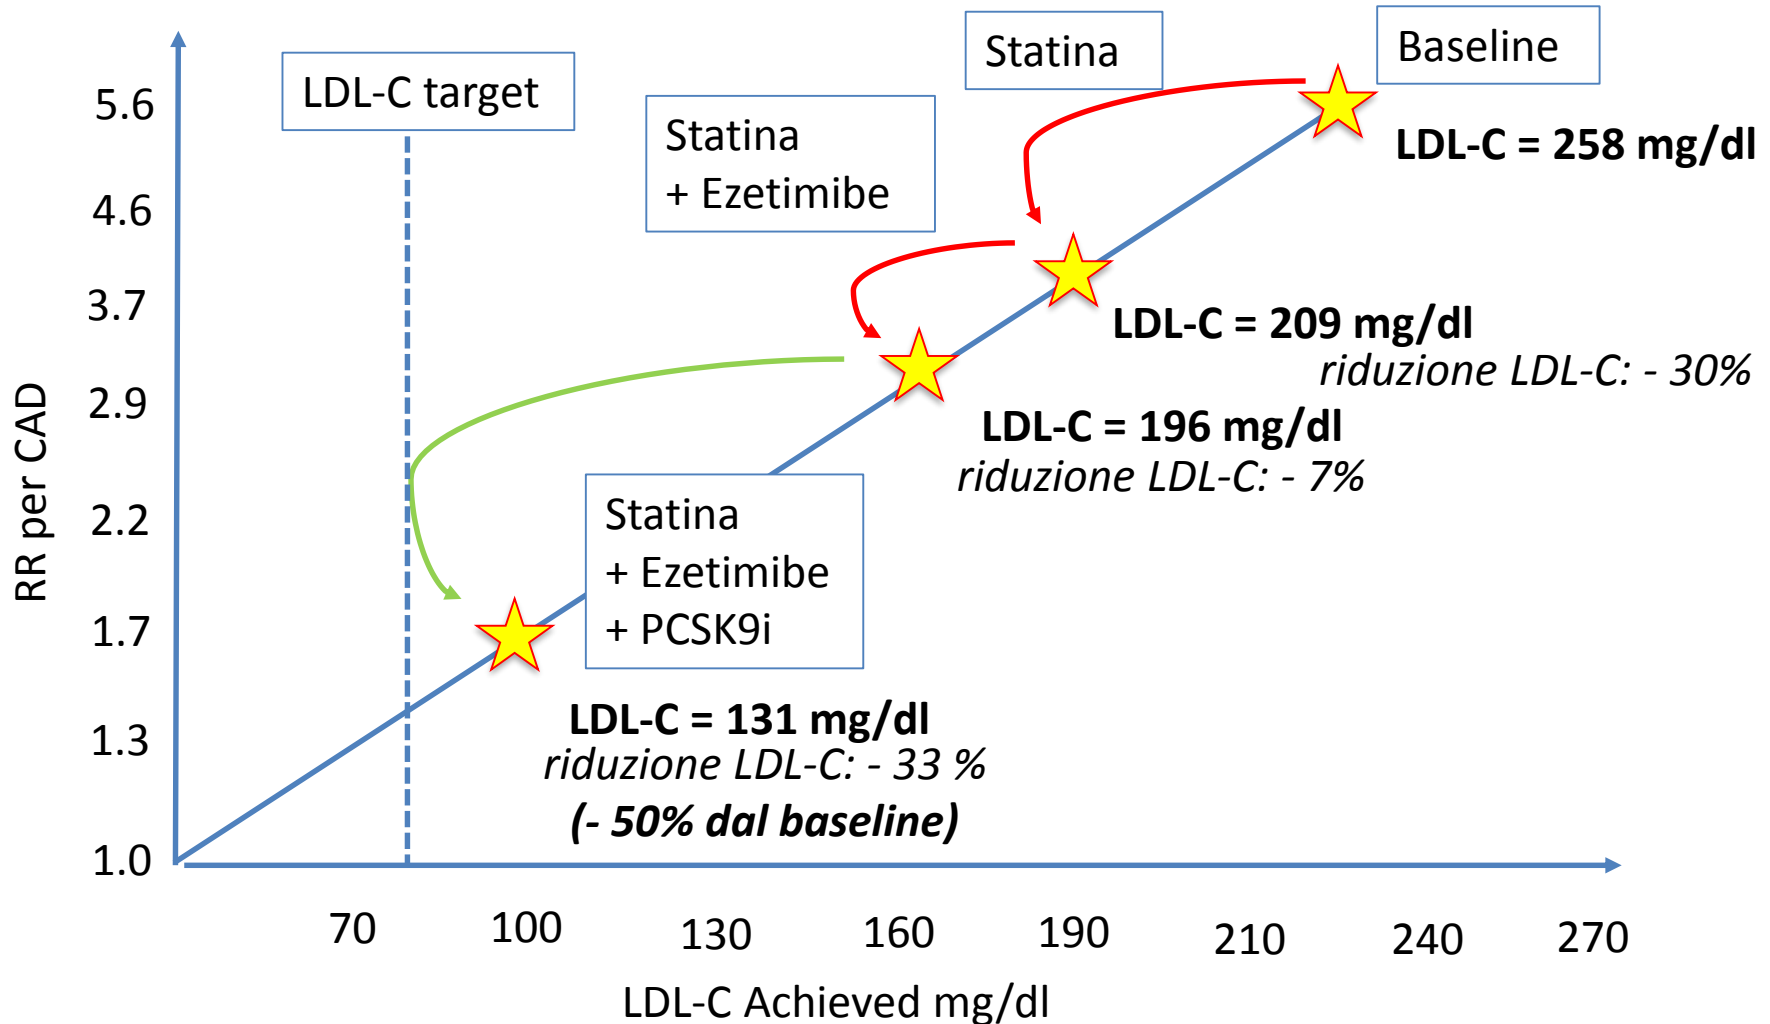 Statina
Baseline
LDL-C target
5.6
Statina
+ Ezetimibe
LDL-C = 258 mg/dl
4.6
3.7
LDL-C = 209 mg/dl
riduzione LDL-C: - 30%
2.9
LDL-C = 196 mg/dl
riduzione LDL-C: - 7%
RR per CAD
2.2
Statina
+ Ezetimibe
+ PCSK9i
1.7
LDL-C = 131 mg/dl
riduzione LDL-C: - 33 %
(- 50% dal baseline)
1.3
1.0
70 100 130 160 190 210 240 270
LDL-C Achieved mg/dl